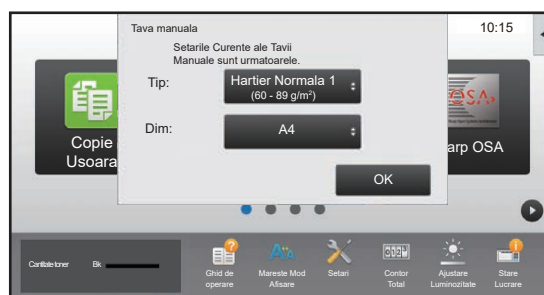 Tava manuala
10:15
Setarile Curente ale Tavii
Manuale sunt urmatoarele.
Tip:
Hartier Normala 1
(60 - 89 g/m²)
Dim:
A4
OK
Copie
Usoara
OSA
arp OSA
Cantitate toner
Bk
Ghid de
operare
Mareste Mod
Afisare
Setari
Contor
Total
Ajustare
Luminozitate
Stare
Lucrare